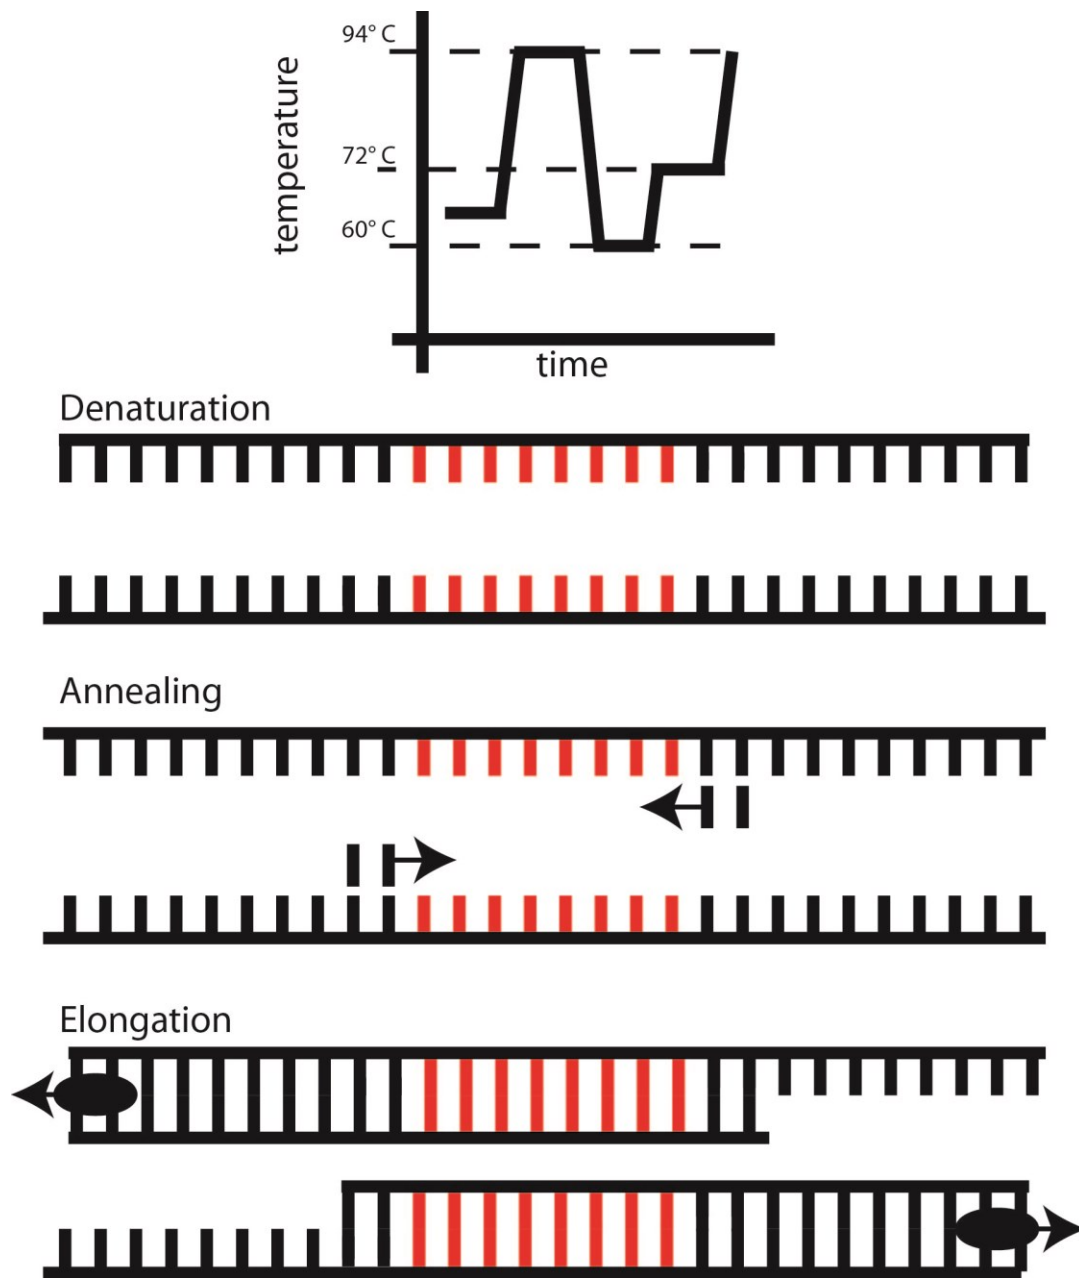 94° C
72° C
60° C
temperature
time
Denaturation
Annealing
Elongation